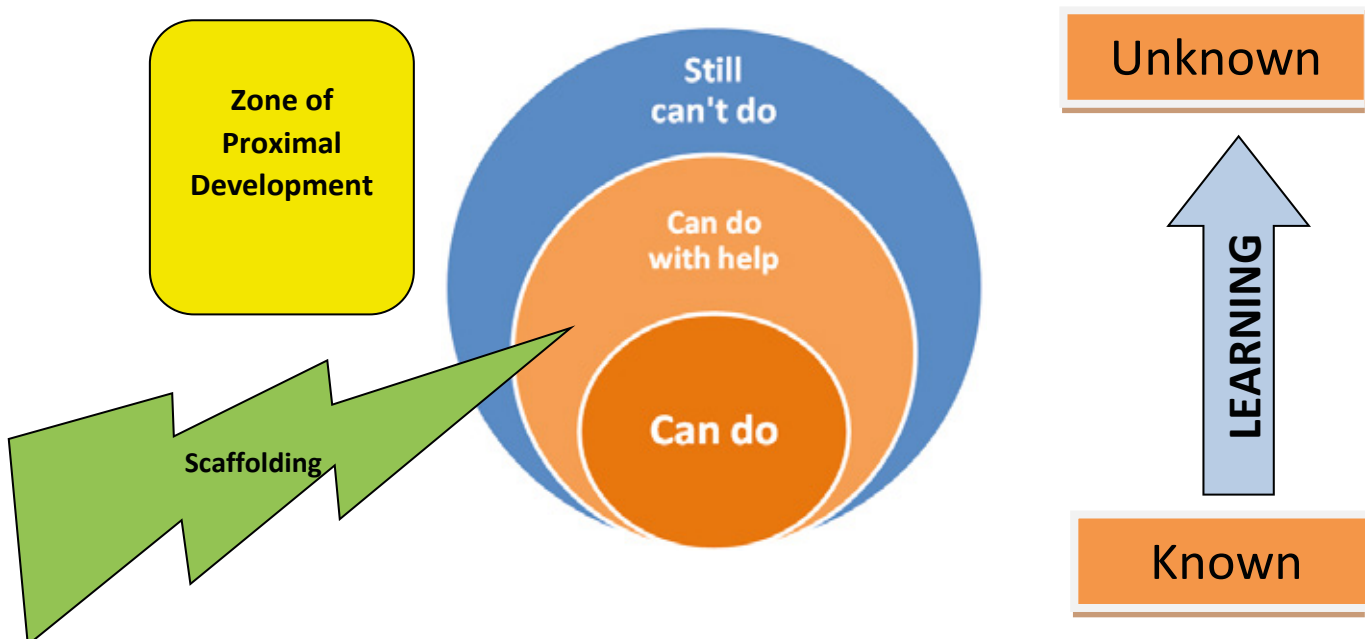 Zone of
Proximal
Development
Still
can't do
Can do
with help
Can do
Scaffolding
Unknown
LEARNING
Known